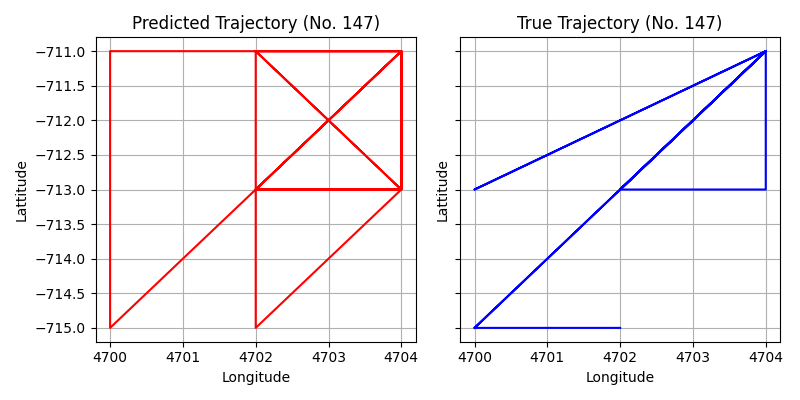 Predicted Trajectory (No. 147)
−711.0
−711.5
−712.0
−712.5
−713.0
−713.5
−714.0
−714.5
−715.0
Lattitude
4700 4701 4702 4703 4704
Longitude
True Trajectory (No. 147)
Lattitude
4700 4701 4702 4703 4704
Longitude